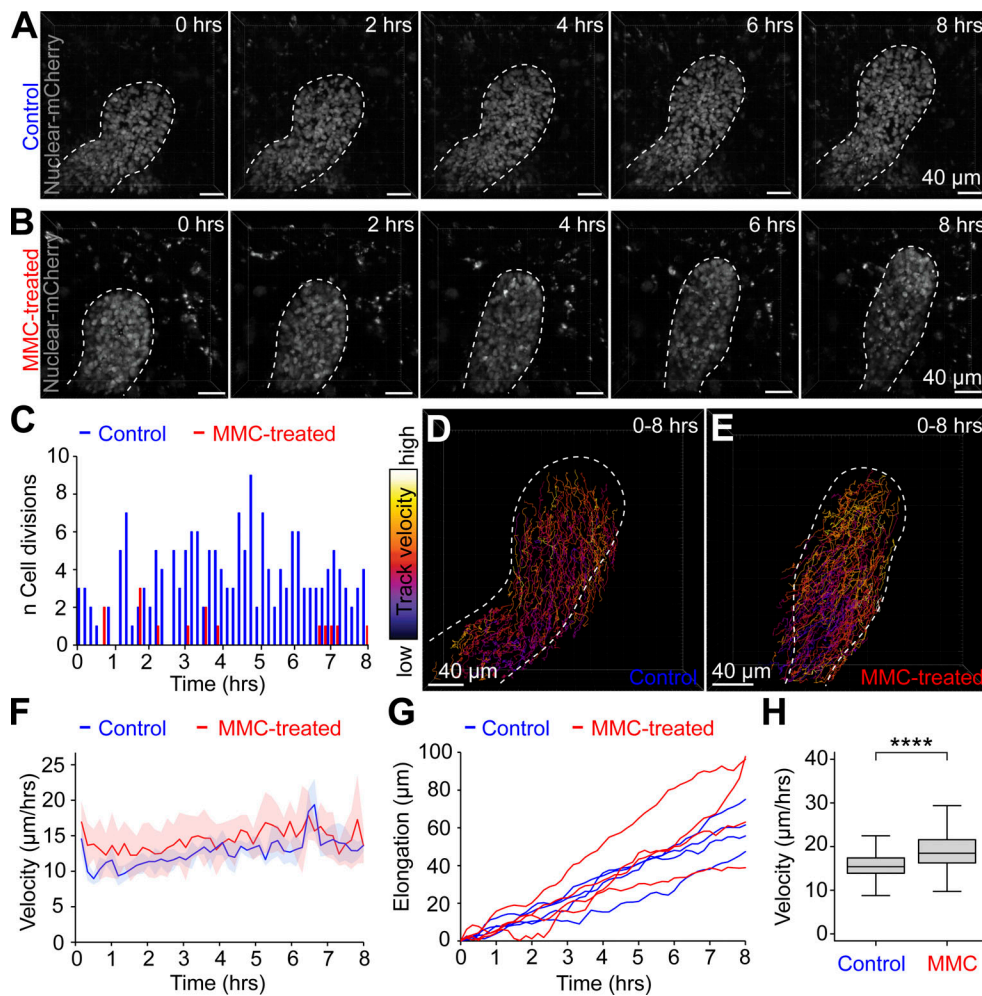 A
0 hrs
2 hrs
4 hrs
6 hrs
8 hrs
Control
Nuclear-mCherry
40 µm
B
0 hrs
2 hrs
4 hrs
6 hrs
8 hrs
MMC-treated
Nuclear-mCherry
40 µm
C
Control
MMC-treated
n Cell divisions
10
8
6
4
2
0
0 1 2 3 4 5 6 7 8
Time (hrs)
high
Track velocity
low
D
0-8 hrs
40 µm
Control
E
0-8 hrs
40 µm
MMC-treated
F
Control
MMC-treated
Velocity (µm/hrs)
25
20
15
10
5
0
0 1 2 3 4 5 6 7 8
Time (hrs)
G
Control
MMC-treated
Elongation (µm)
100
80
60
40
20
0
0 1 2 3 4 5 6 7 8
Time (hrs)
H
****
Velocity (µm/hrs)
40
30
20
10
0
Control
MMC